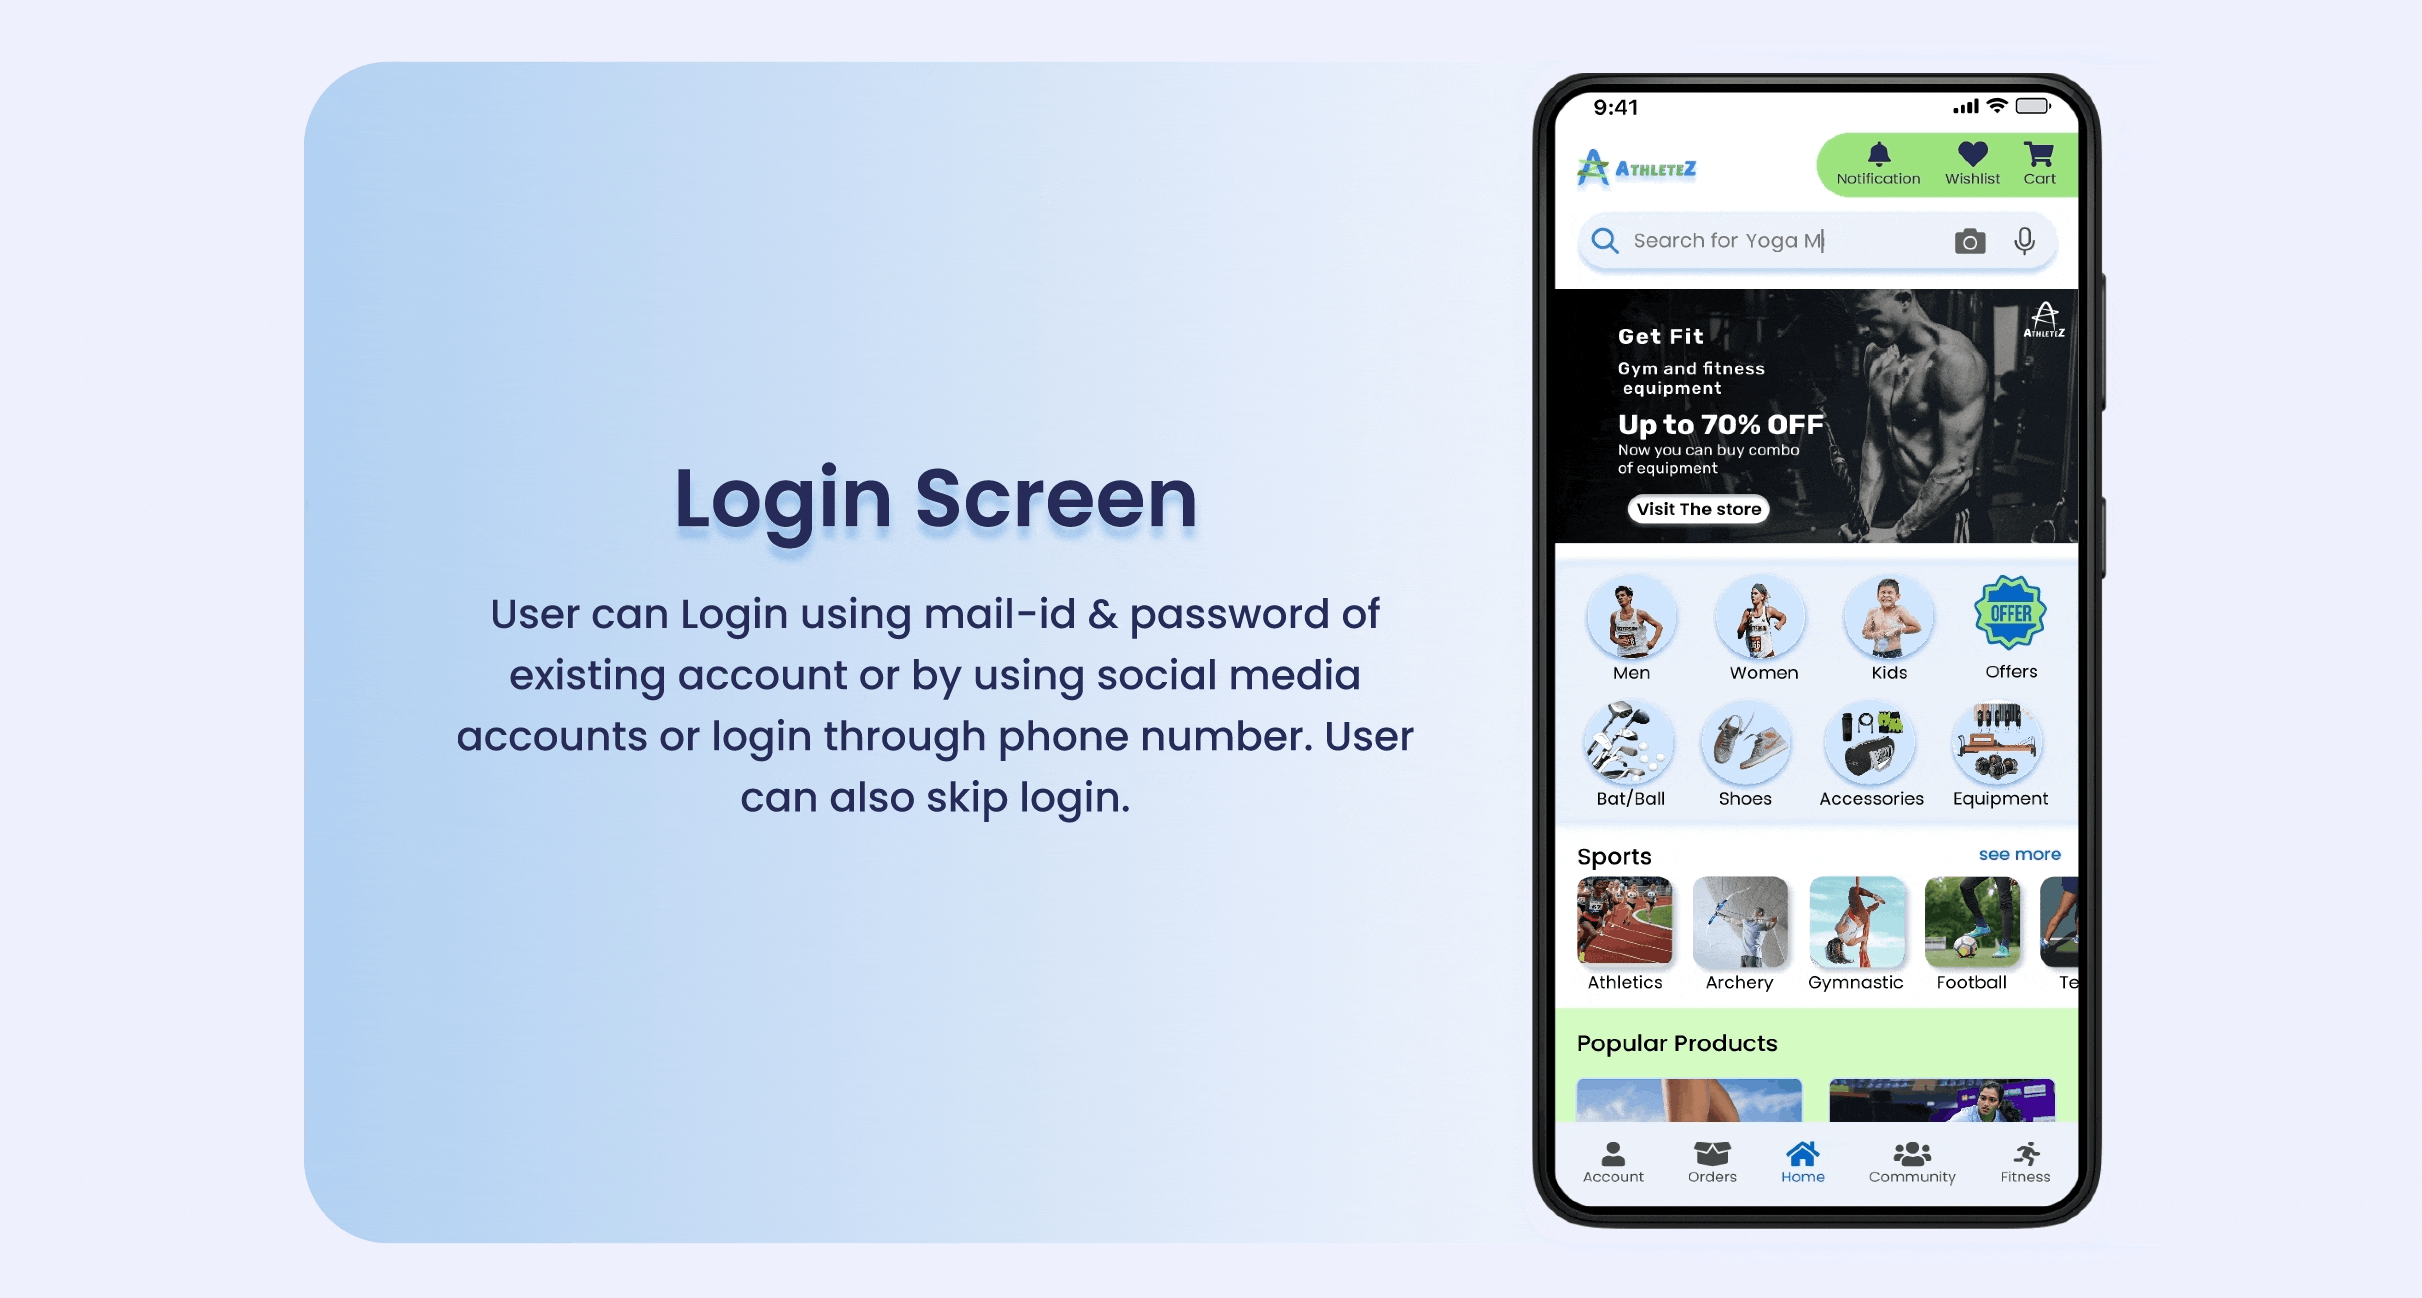 Login Screen
User can Login using mail-id & password of
existing account or by using social media
accounts or login through phone number. User
can also skip login.
9:41
ATHLETEZ
Notification
Wishlist
Cart
Search for Yoga M
Get Fit
Gym and fitness
equipment
Up to 70% OFF
Now you can buy combo
of equipment
Visit The store
ATHLETEZ
OFFER
Men
Women
Kids
Offers
Bat/Ball
Shoes
Accessories
Equipment
Sports
see more
Athletics
Archery
Gymnastic
Football
Te
Popular Products
Account
Orders
Home
Community
Fitness